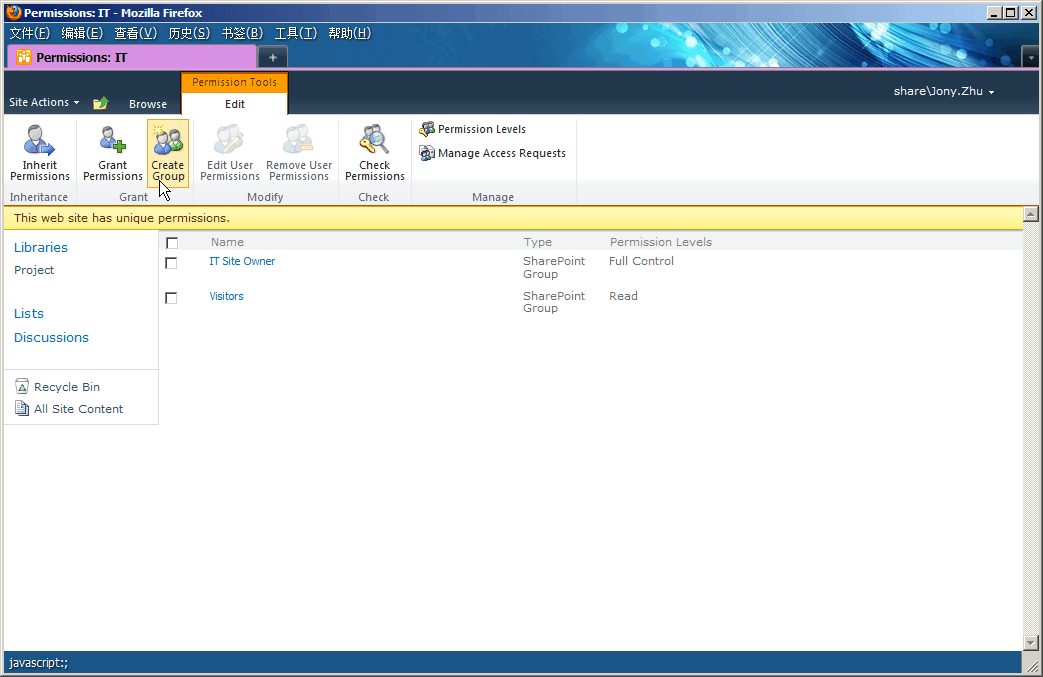 Permissions: IT - Mozilla Firefox
文件(F) 编辑(E) 查看(V) 历史(S) 书签(B) 工具(T) 帮助(H)
Permissions: IT
+
Permission Tools
Site Actions Browse Edit share\Jony.Zhu
Inherit Permissions
Grant Permissions
Create Group
Edit User Permissions
Remove User Permissions
Check Permissions
Permission Levels
Manage Access Requests
Inheritance Grant Modify Check Manage
This web site has unique permissions.
Libraries
Project
Lists
Discussions
Recycle Bin
All Site Content
Name Type Permission Levels
IT Site Owner SharePoint Group Full Control
Visitors SharePoint Group Read
javascript:;